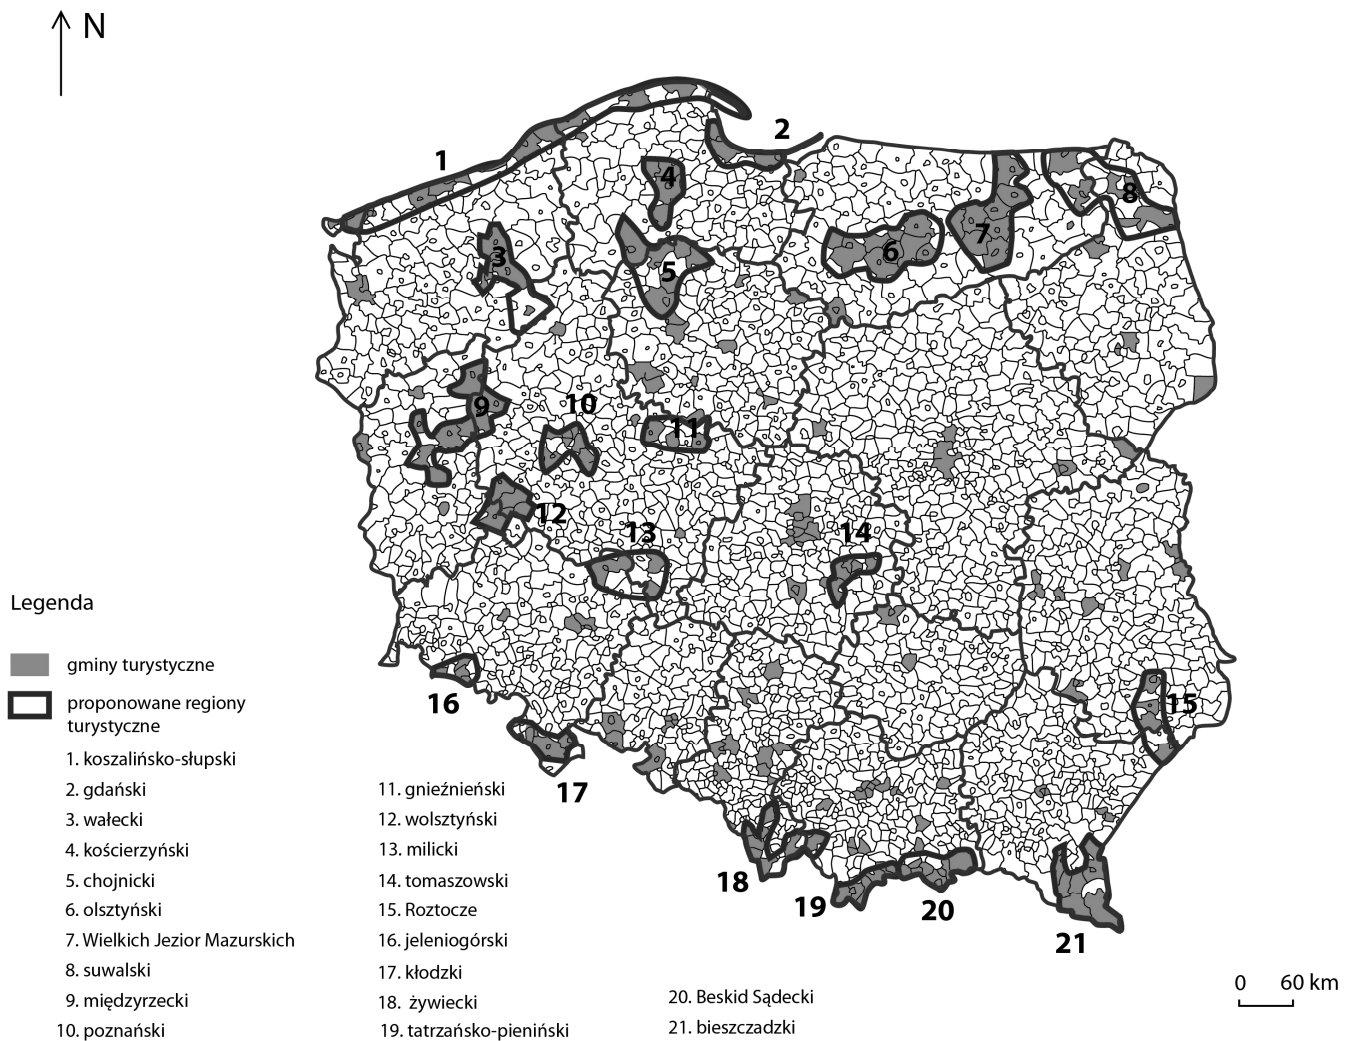 N
1
2
3
4
5
6
7
8
9
10
11
12
13
14
15
16
17
18
19
20
21
Legenda
gminy turystyczne
proponowane regiony
turystyczne
1. koszalińsko-słupski
2. gdański
3. wałecki
4. kościerzyński
5. chojnicki
6. olsztyński
7. Wielkich Jezior Mazurskich
8. suwalski
9. międzyrzecki
10. poznański
11. gnieźnieński
12. wolsztyński
13. milicki
14. tomaszowski
15. Roztocze
16. jeleniogórski
17. kłodzki
18. żywiecki
19. tatrzańsko-pieniński
20. Beskid Sądecki
21. bieszczadzki
0 60 km